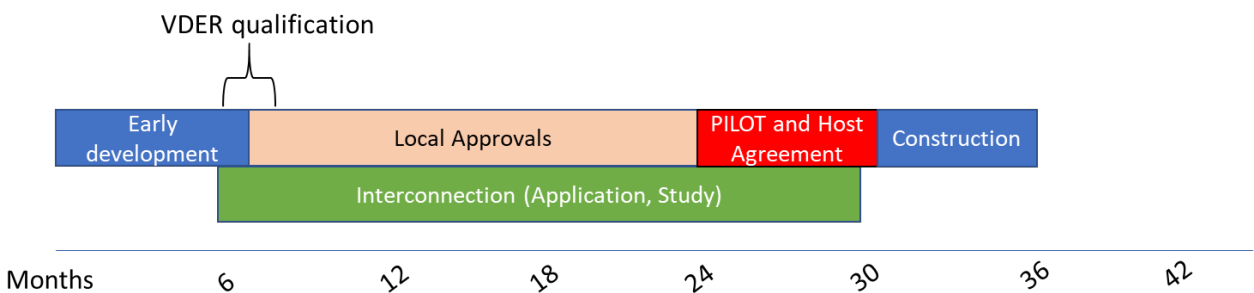 VDER qualification
Early
development
Local Approvals
PILOT and Host
Agreement
Construction
Interconnection (Application, Study)
Months 6 12 18 24 30 36 42